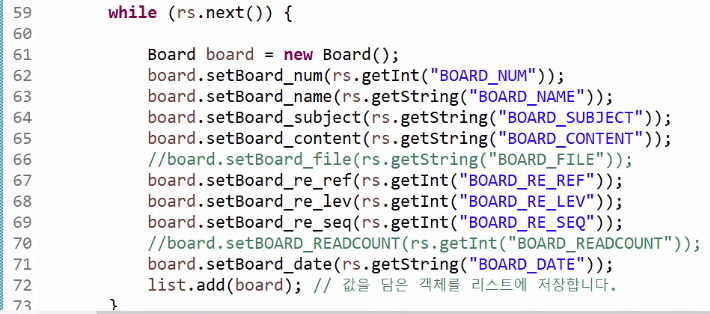 59 while (rs.next()) {
60
61 Board board = new Board();
62 board.setBoard_num(rs.getInt("BOARD_NUM"));
63 board.setBoard_name(rs.getString("BOARD_NAME"));
64 board.setBoard_subject(rs.getString("BOARD_SUBJECT"));
65 board.setBoard_content(rs.getString("BOARD_CONTENT"));
66 //board.setBoard_file(rs.getString("BOARD_FILE"));
67 board.setBoard_re_ref(rs.getInt("BOARD_RE_REF"));
68 board.setBoard_re_lev(rs.getInt("BOARD_RE_LEV"));
69 board.setBoard_re_seq(rs.getInt("BOARD_RE_SEQ"));
70 //board.setBOARD_READCOUNT(rs.getInt("BOARD_READCOUNT"));
71 board.setBoard_date(rs.getString("BOARD_DATE"));
72 list.add(board); // 값을 담은 객체를 리스트에 저장합니다.
73 }